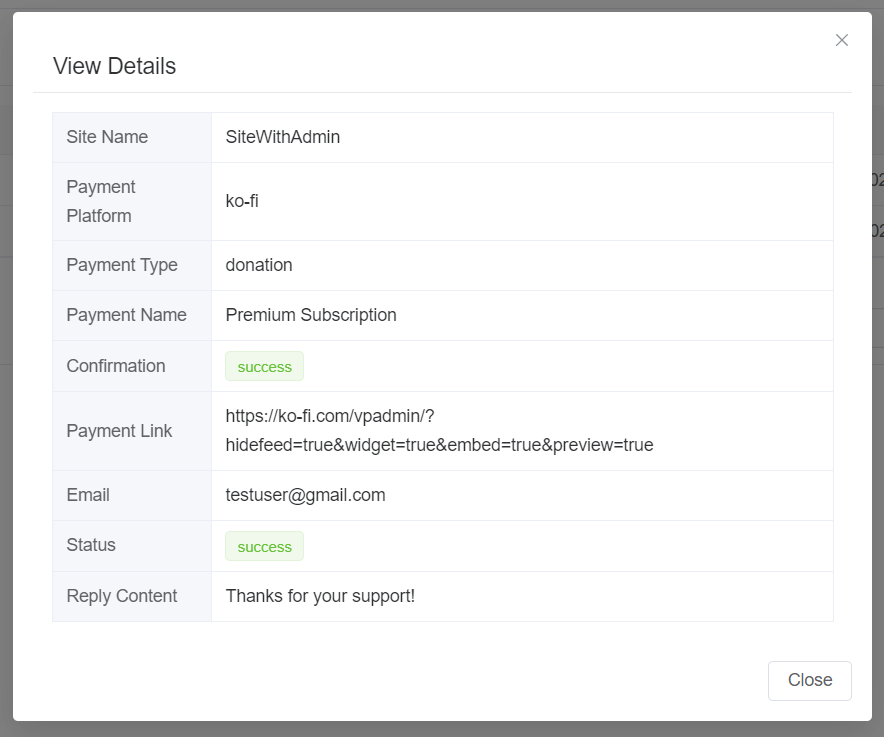 View Details
Site Name SiteWithAdmin
Payment
Platform
ko-fi
Payment Type donation
Payment Name Premium Subscription
Confirmation success
Payment Link
https://ko-fi.com/vpadmin/?
hidefeed=true&widget=true&embed=true&preview=true
Email testuser@gmail.com
Status success
Reply Content Thanks for your support!
Close